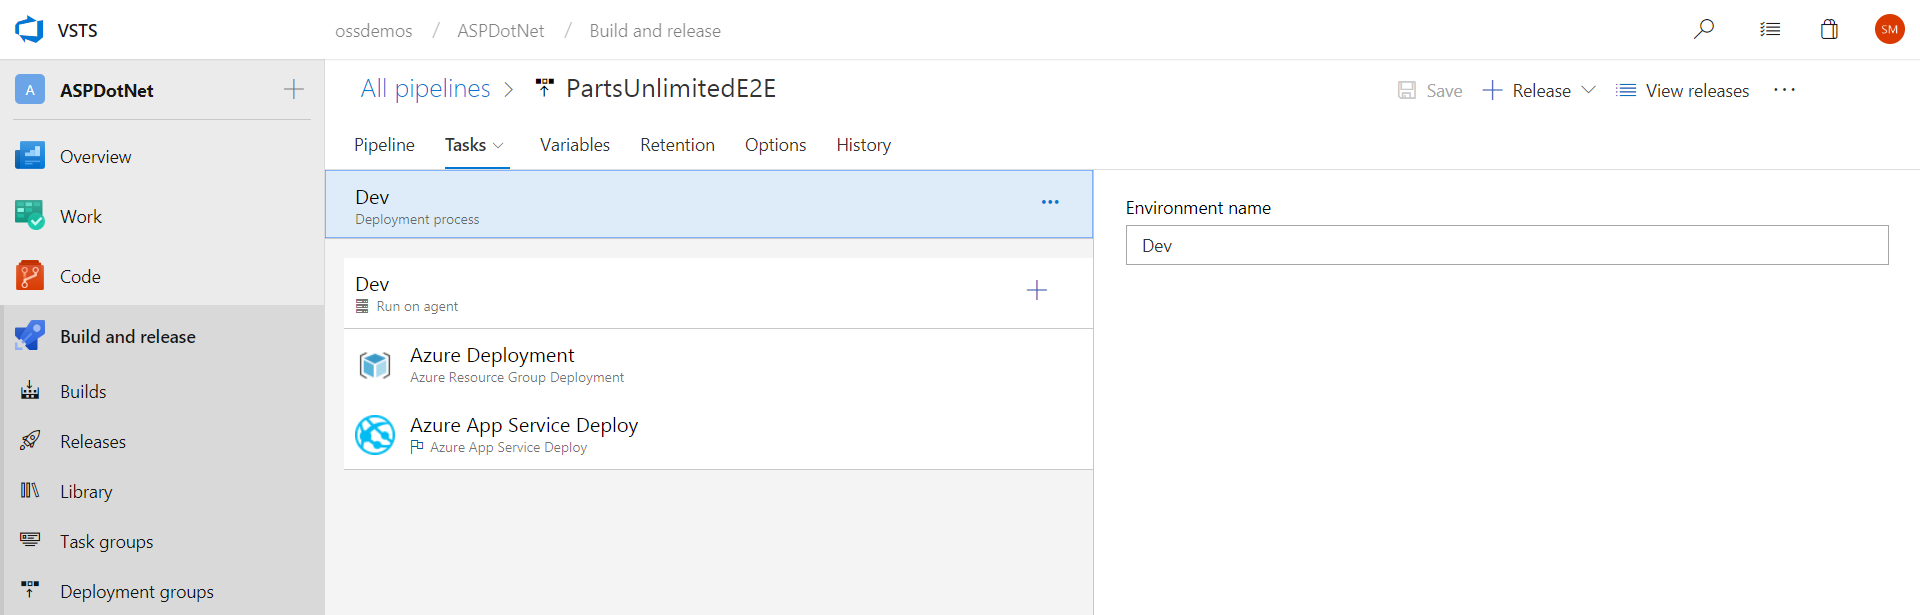 VSTS
ossdemos / ASPDotNet / Build and release
SM
A ASPDotNet
Overview
Work
Code
Build and release
Builds
Releases
Library
Task groups
Deployment groups
All pipelines > PartsUnlimitedE2E
Save
Release
View releases
Pipeline Tasks Variables Retention Options History
Dev
Deployment process
Dev
Run on agent
Azure Deployment
Azure Resource Group Deployment
Azure App Service Deploy
Azure App Service Deploy
Environment name
Dev